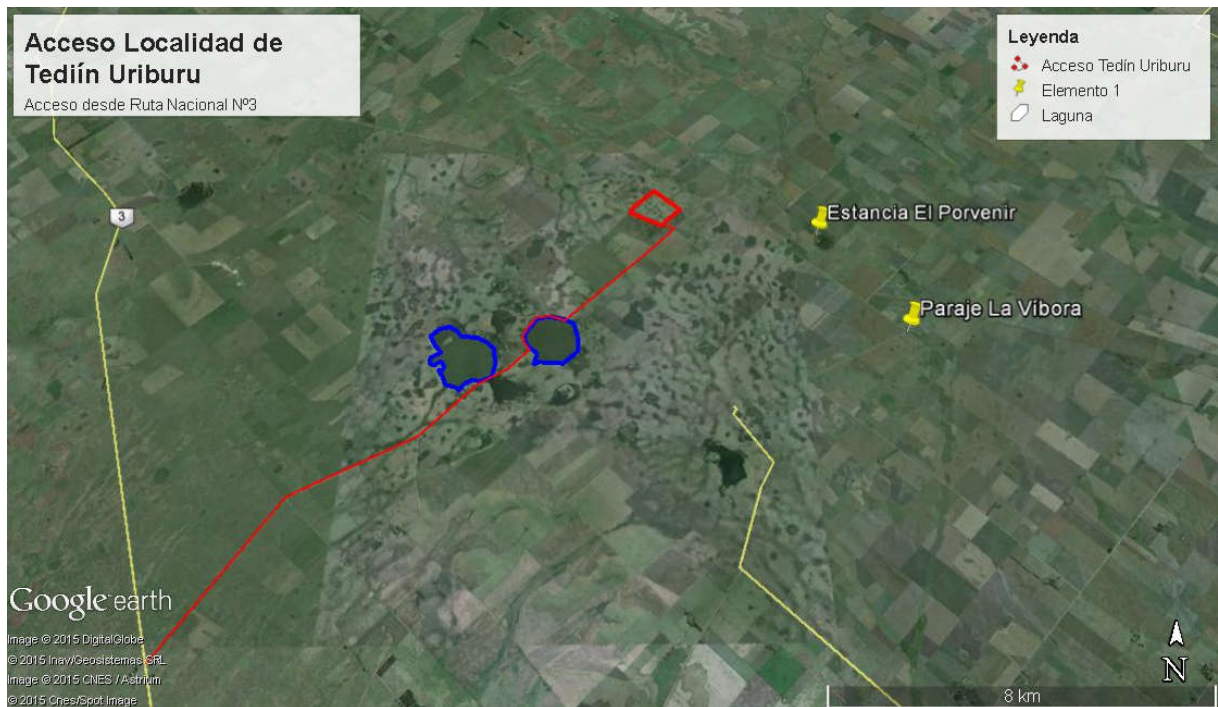 Acceso Localidad de
Tediín Uriburu
Acceso desde Ruta Nacional Nº3
Leyenda
Acceso Tedín Uriburu
Elemento 1
Laguna
3
Estancia El Porvenir
Paraje La Víbora
Google earth
Image © 2015 DigitalGlobe
© 2015 Inav/Geosistemas SRL
Image © 2015 CNES / Astrium
© 2015 Cnes/Spot Image
8 km
N